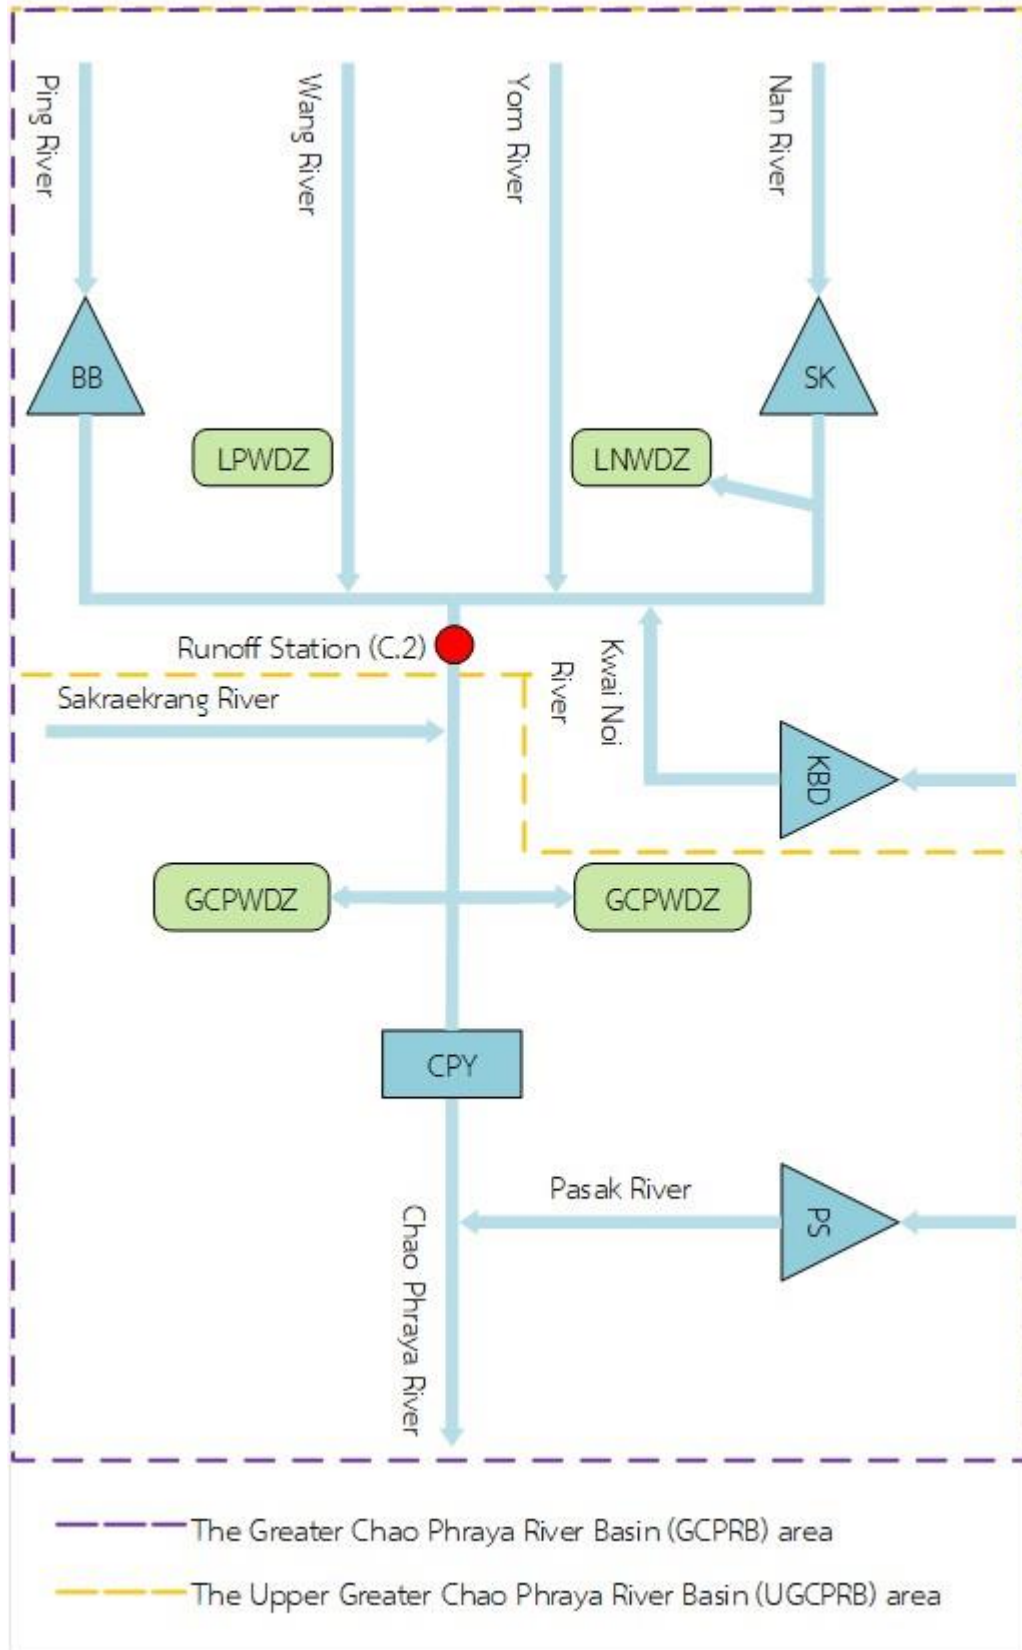 Ping River
Wang River
Yom River
Nan River
BB
SK
LPWDZ
LNWDZ
Runoff Station (C.2)
Kwai Noi
River
Sakraekrang River
KBD
GCPWDZ
GCPWDZ
CPY
Pasak River
PS
Chao Phraya River
The Greater Chao Phraya River Basin (GCPRB) area
The Upper Greater Chao Phraya River Basin (UGCPRB) area